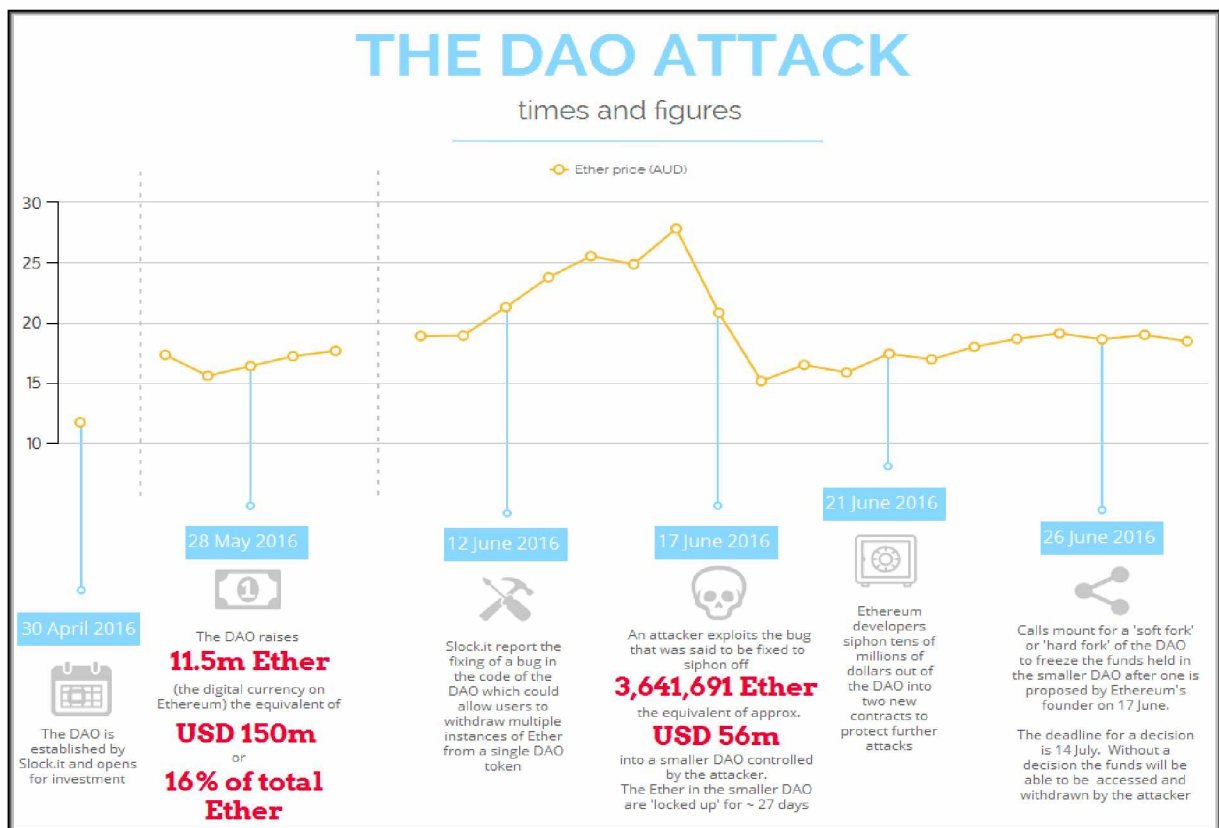 THE DAO ATTACK
times and figures
Ether price (AUD)
30
25
20
15
10
30 April 2016
The DAO is
established by
Slock.it and opens
for investment
28 May 2016
1
The DAO raises
11.5m Ether
(the digital currency on
Ethereum) the equivalent of
USD 150m
or
16% of total
Ether
12 June 2016
Slock.it report the
fixing of a bug in
the code of the
DAO which could
allow users to
withdraw multiple
instances of Ether
from a single DAO
token
17 June 2016
An attacker exploits the bug
that was said to be fixed to
siphon off
3,641,691 Ether
the equivalent of approx.
USD 56m
into a smaller DAO controlled
by the attacker.
The Ether in the smaller DAO
are 'locked up' for ~ 27 days
21 June 2016
Ethereum
developers
siphon tens of
millions of
dollars out of
the DAO into
two new
contracts to
protect further
attacks
26 June 2016
Calls mount for a 'soft fork'
or 'hard fork' of the DAO
to freeze the funds held in
the smaller DAO after one is
proposed by Ethereum's
founder on 17 June.
The deadline for a decision
is 14 July. Without a
decision the funds will be
able to be accessed and
withdrawn by the attacker